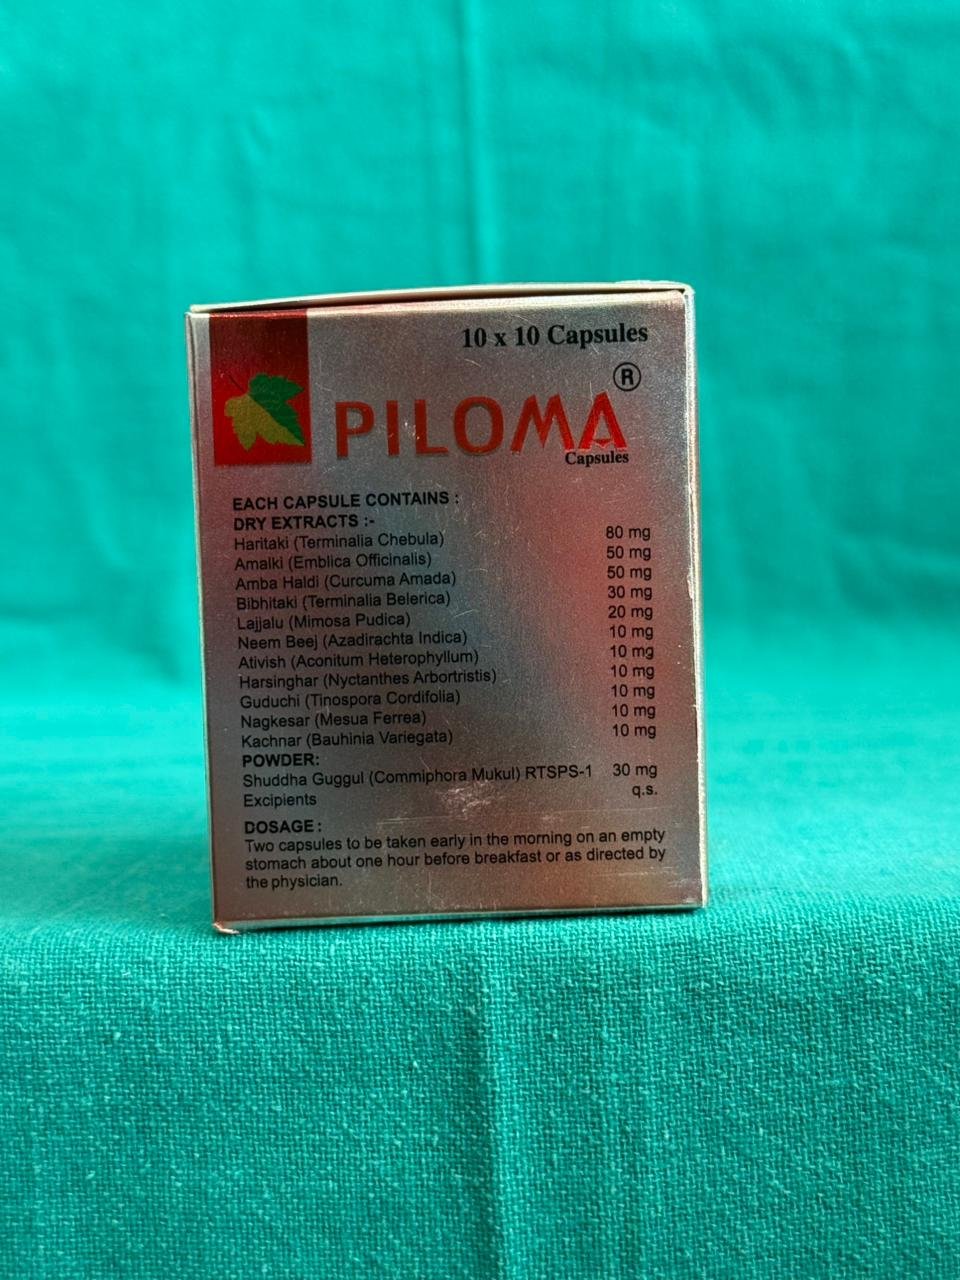 10 x 10 Capsules
PILOMA ®
Capsules
EACH CAPSULE CONTAINS :
DRY EXTRACTS :-
Haritaki (Terminalia Chebula) 80 mg
Amalki (Emblica Officinalis) 50 mg
Amba Haldi (Curcuma Amada) 50 mg
Bibhitaki (Terminalia Belerica) 30 mg
Lajjalu (Mimosa Pudica) 20 mg
Neem Beej (Azadirachta Indica) 10 mg
Ativish (Aconitum Heterophyllum) 10 mg
Harsinghar (Nyctanthes Arbortristis) 10 mg
Guduchi (Tinospora Cordifolia) 10 mg
Nagkesar (Mesua Ferrea) 10 mg
Kachnar (Bauhinia Variegata) 10 mg
POWDER:
Shuddha Guggul (Commiphora Mukul) RTSPS-1 30 mg
Excipients q.s.
DOSAGE :
Two capsules to be taken early in the morning on an empty
stomach about one hour before breakfast or as directed by
the physician.